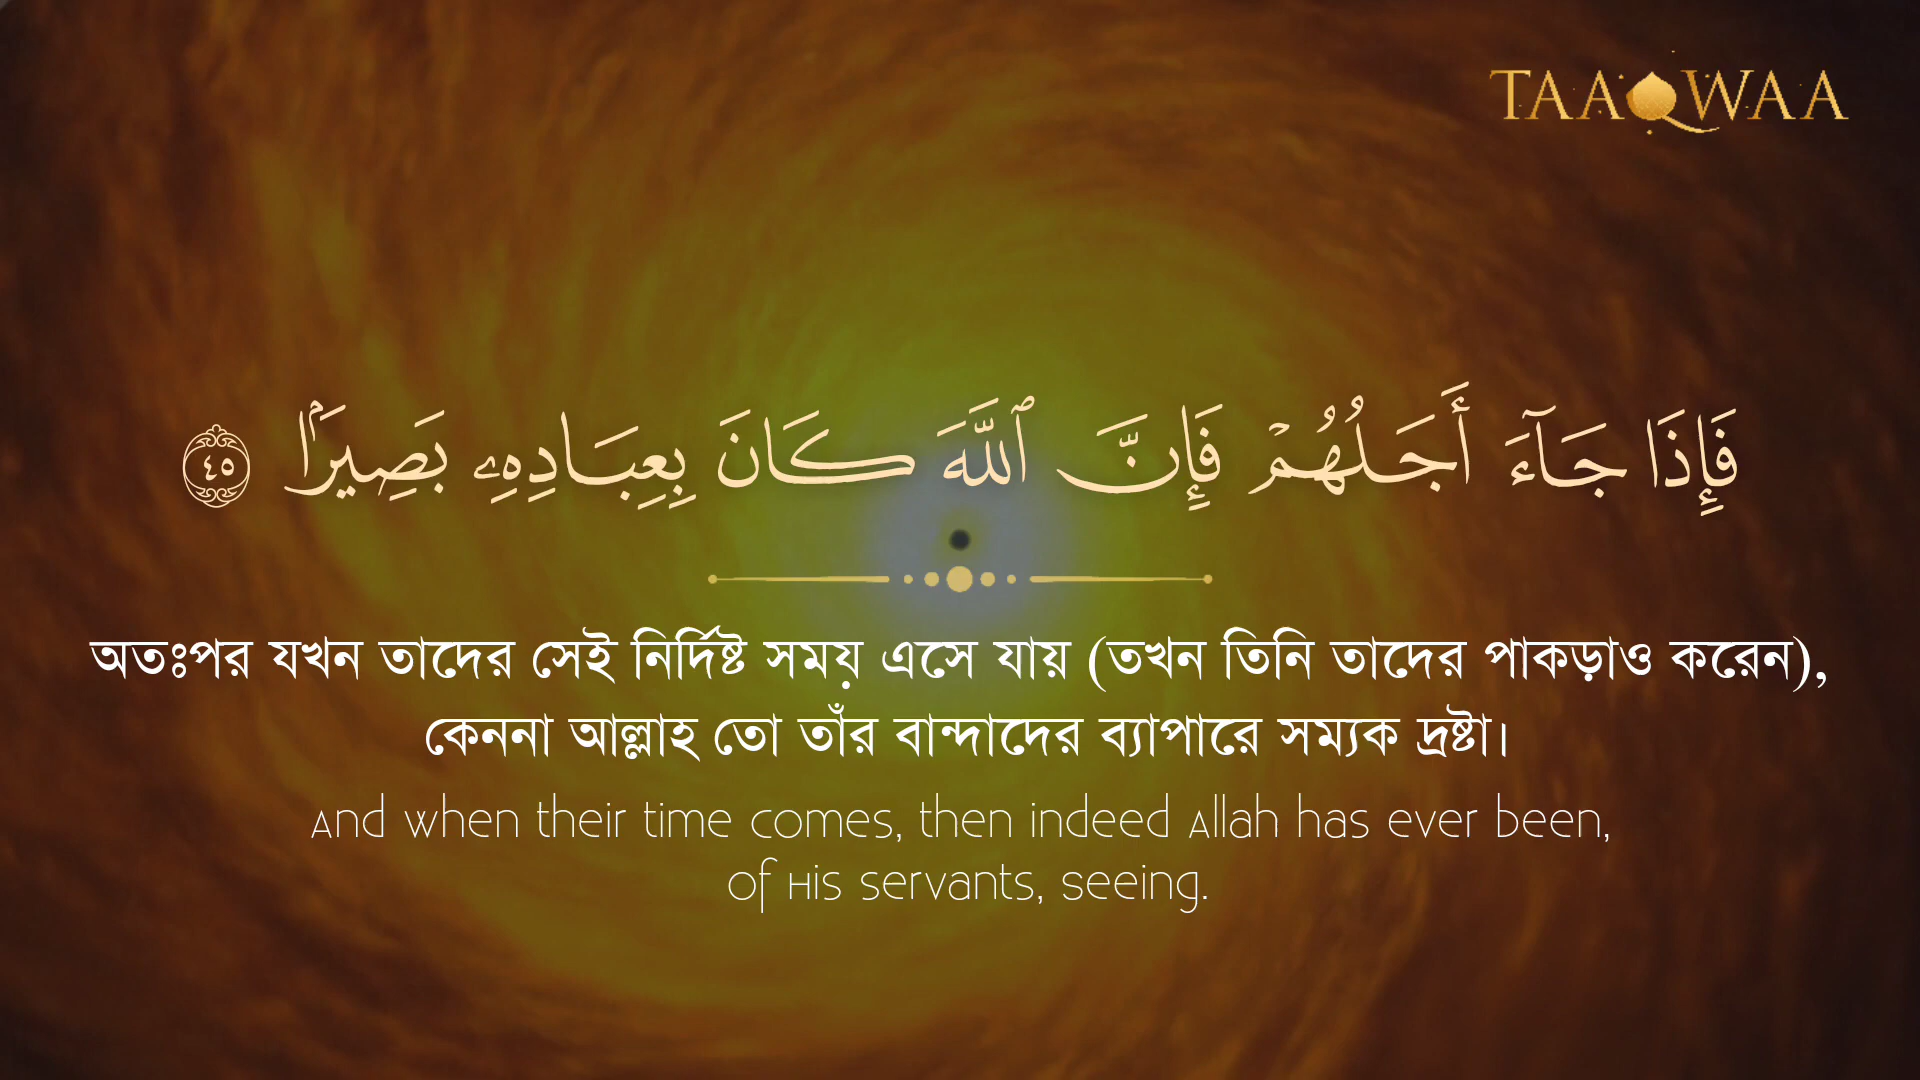 TAAQWAA
فَإِذَا جَآءَ أَجَلُهُمْ فَإِنَّ ٱللَّهَ كَانَ بِعِبَادِهِۦ بَصِيرًۢا ٤٥
অতঃপর যখন তাদের সেই নির্দিষ্ট সময় এসে যায় (তখন তিনি তাদের পাকড়াও করেন),
কেননা আল্লাহ তো তাঁর বান্দাদের ব্যাপারে সম্যক দ্রষ্টা।
And when their time comes, then indeed Allah has ever been,
of His servants, seeing.